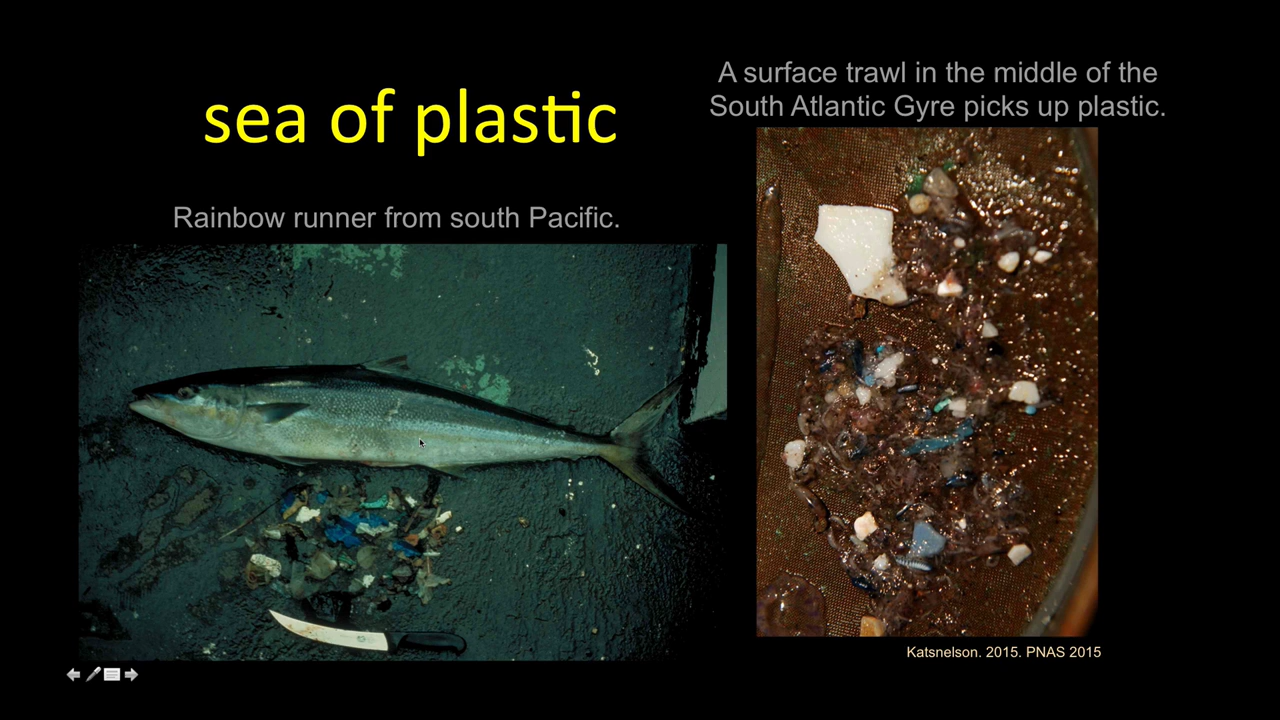 sea of plastic
A surface trawl in the middle of the
South Atlantic Gyre picks up plastic.
Rainbow runner from south Pacific.
Katsnelson. 2015. PNAS 2015